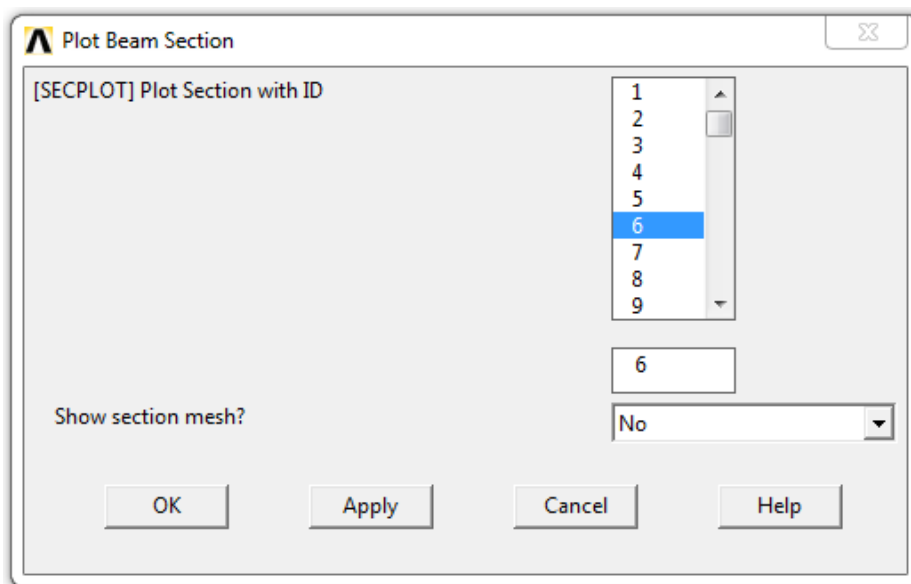 Plot Beam Section
[SECPLOT] Plot Section with ID
1
2
3
4
5
6
7
8
9
6
Show section mesh?
No
OK
Apply
Cancel
Help